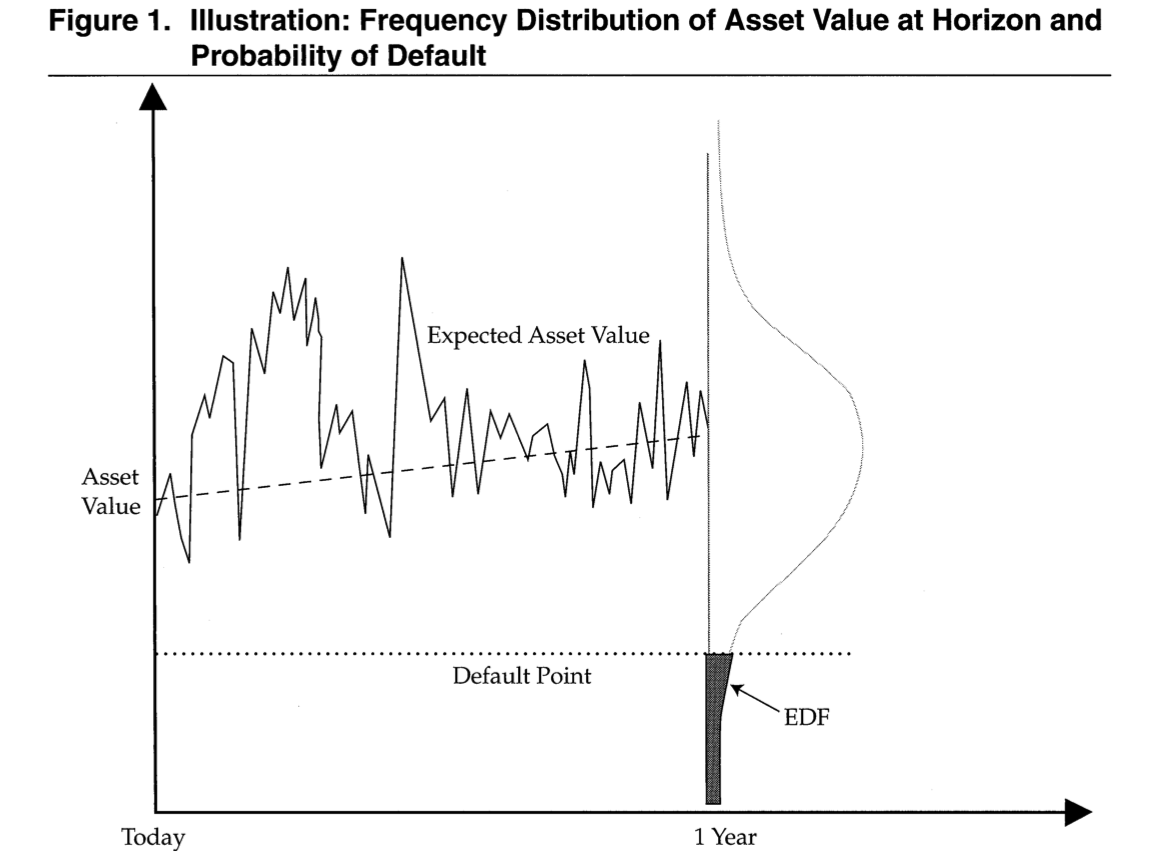 Figure 1. Illustration: Frequency Distribution of Asset Value at Horizon and
Probability of Default
Expected Asset Value
Asset
Value
Default Point
EDF
Today
1 Year